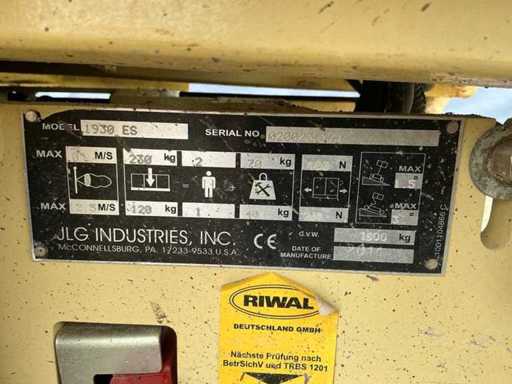 MODEL 1930 ES SERIAL NO.
MAX M/S 230 kg 2 70 kg N
MAX M/S 120 kg 1 kg N
JLG INDUSTRIES, INC.
McCONNELLSBURG, PA. 17233-9533 U.S.A.
CE
G.V.W. kg
DATE OF
MANUFACTURE
RIWAL
DEUTSCHLAND GMBH
Nächste Prüfung nach
BetrSichV und TRBS 1201